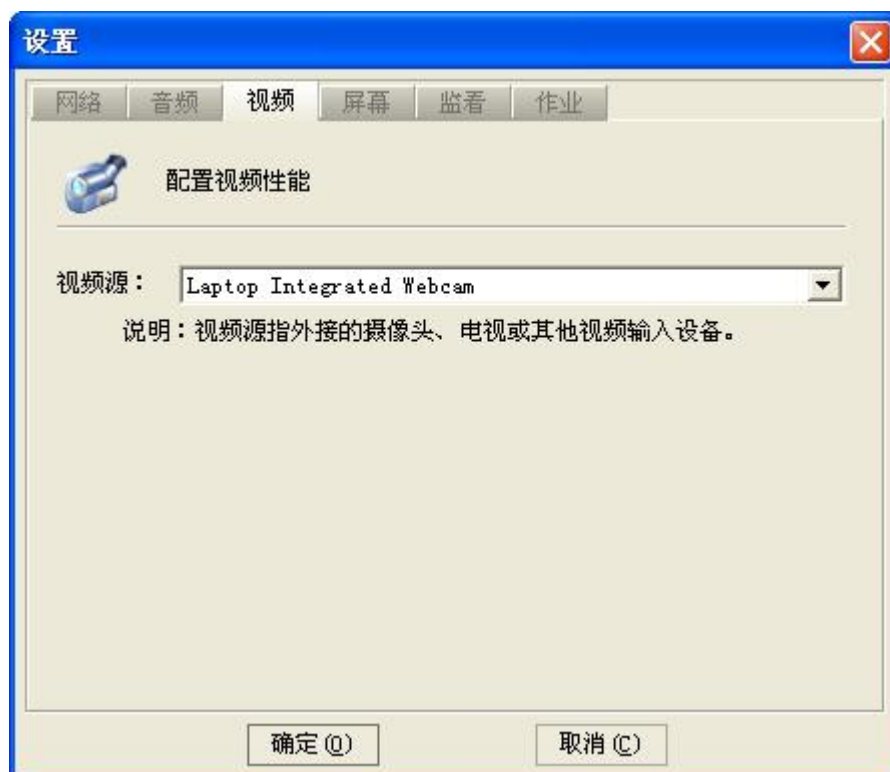 设置
网络 音频 视频 屏幕 监看 作业
配置视频性能
视频源： Laptop Integrated Webcam
说明：视频源指外接的摄像头、电视或其他视频输入设备。
确定(O) 取消(C)